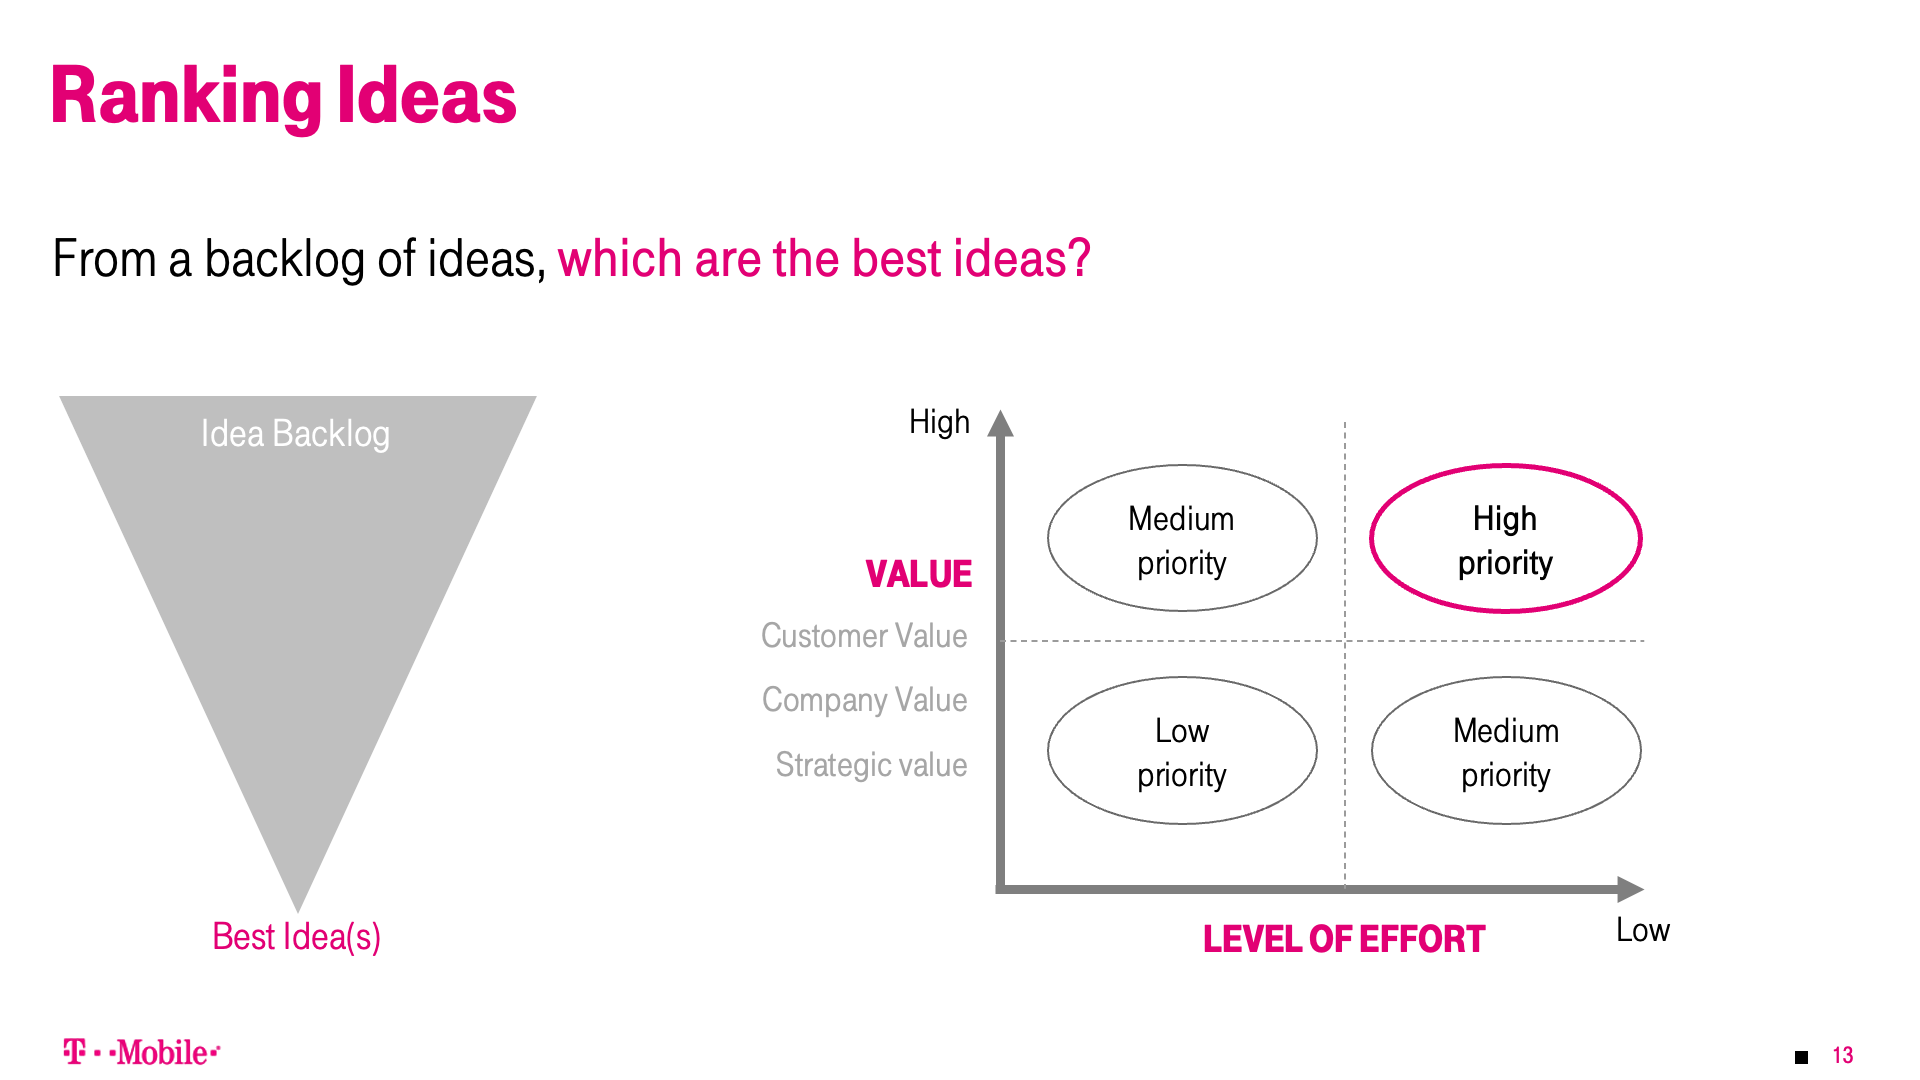 Ranking Ideas
From a backlog of ideas, which are the best ideas?
Idea Backlog
Best Idea(s)
High
VALUE
Customer Value
Company Value
Strategic value
Medium
priority
High
priority
Low
priority
Medium
priority
LEVEL OF EFFORT
Low
T··Mobile·
13